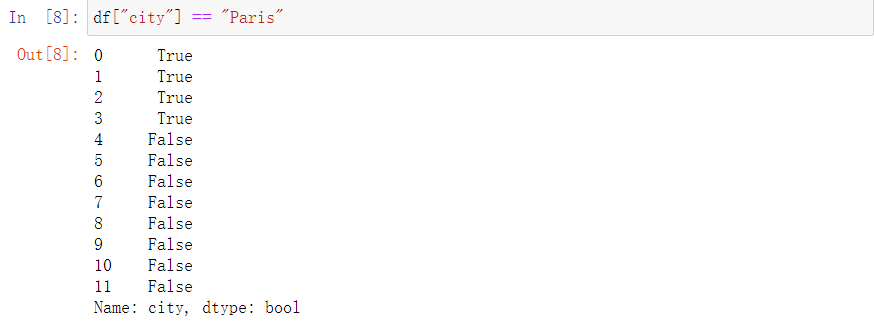 In [8]: df["city"] == "Paris"
Out[8]: 0 True
1 True
2 True
3 True
4 False
5 False
6 False
7 False
8 False
9 False
10 False
11 False
Name: city, dtype: bool